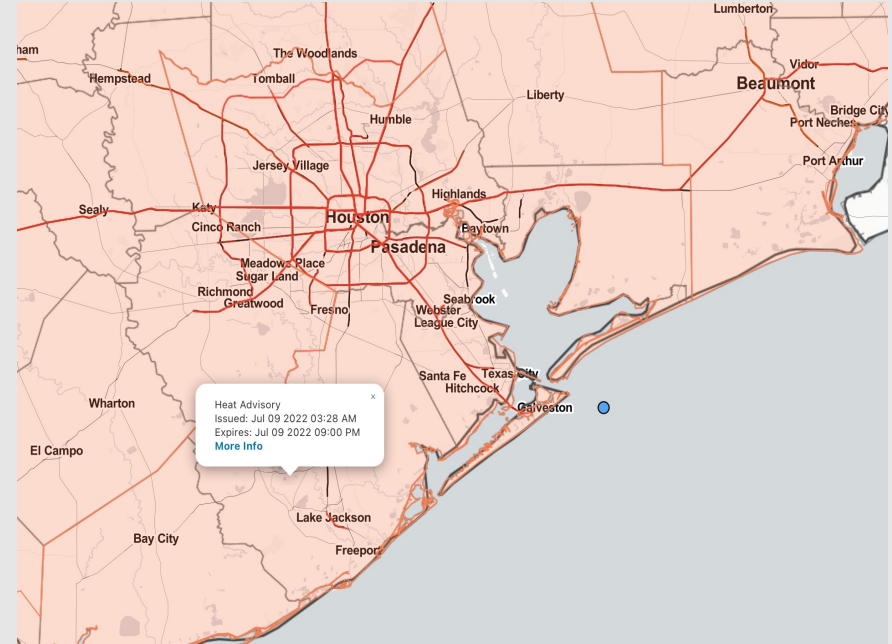 Lumberton
ham
The Woodlands
Vidor
Hempstead
Tomball
Beaumont
Liberty
Bridge City
Humble
Port Neches
Port Arthur
Jersey Village
Highlands
Katy
Sealy
Houston
Cinco Ranch
Baytown
Pasadena
Meadows Place
Sugar Land
Richmond
Seabrook
Greatwood
Fresno
Webster
League City
Santa Fe
Texas City
Hitchcock
×
Heat Advisory
Wharton
Galveston
Issued: Jul 09 2022 03:28 AM
Expires: Jul 09 2022 09:00 PM
More Info
El Campo
Lake Jackson
Bay City
Freeport